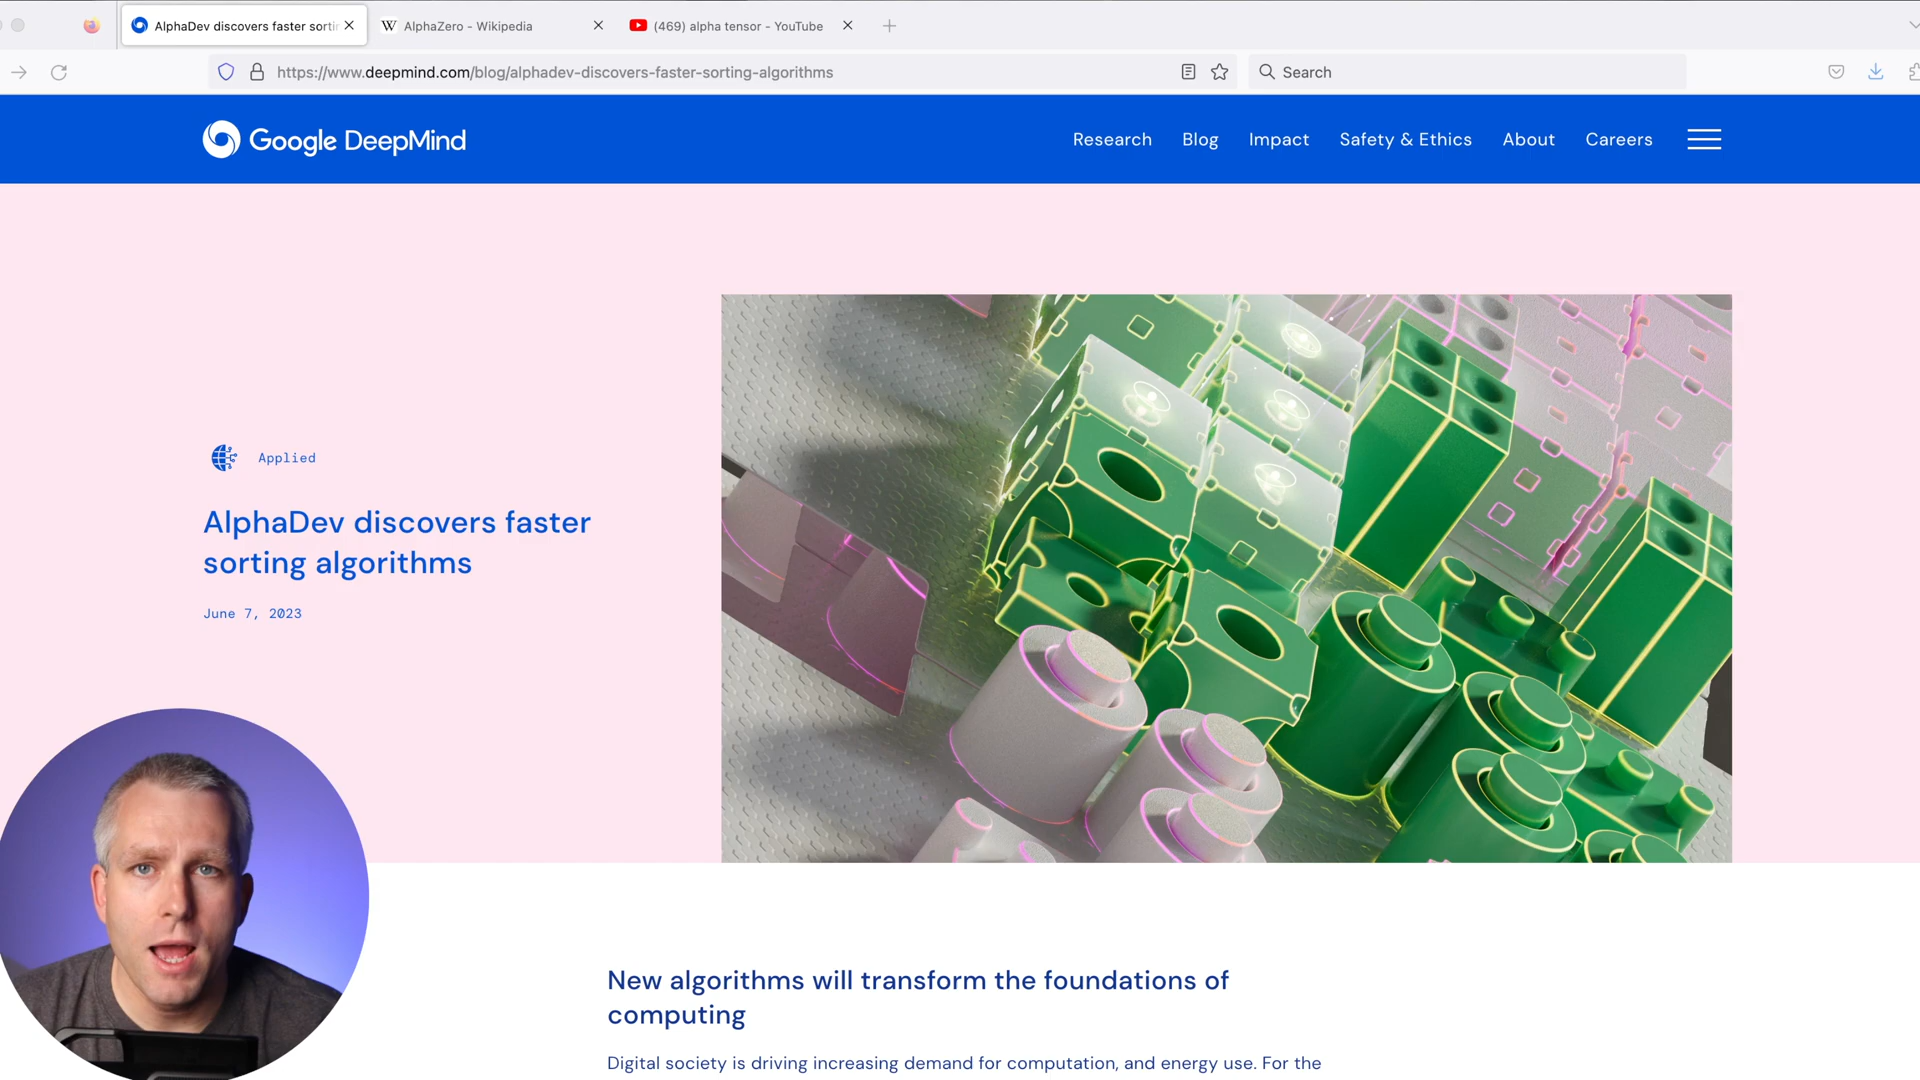 AlphaDev discovers faster sorti
AlphaZero - Wikipedia
(469) alpha tensor - YouTube
https://www.deepmind.com/blog/alphadev-discovers-faster-sorting-algorithms
Search
Google DeepMind
Research
Blog
Impact
Safety & Ethics
About
Careers
Applied
AlphaDev discovers faster
sorting algorithms
June 7, 2023
New algorithms will transform the foundations of
computing
Digital society is driving increasing demand for computation, and energy use. For the